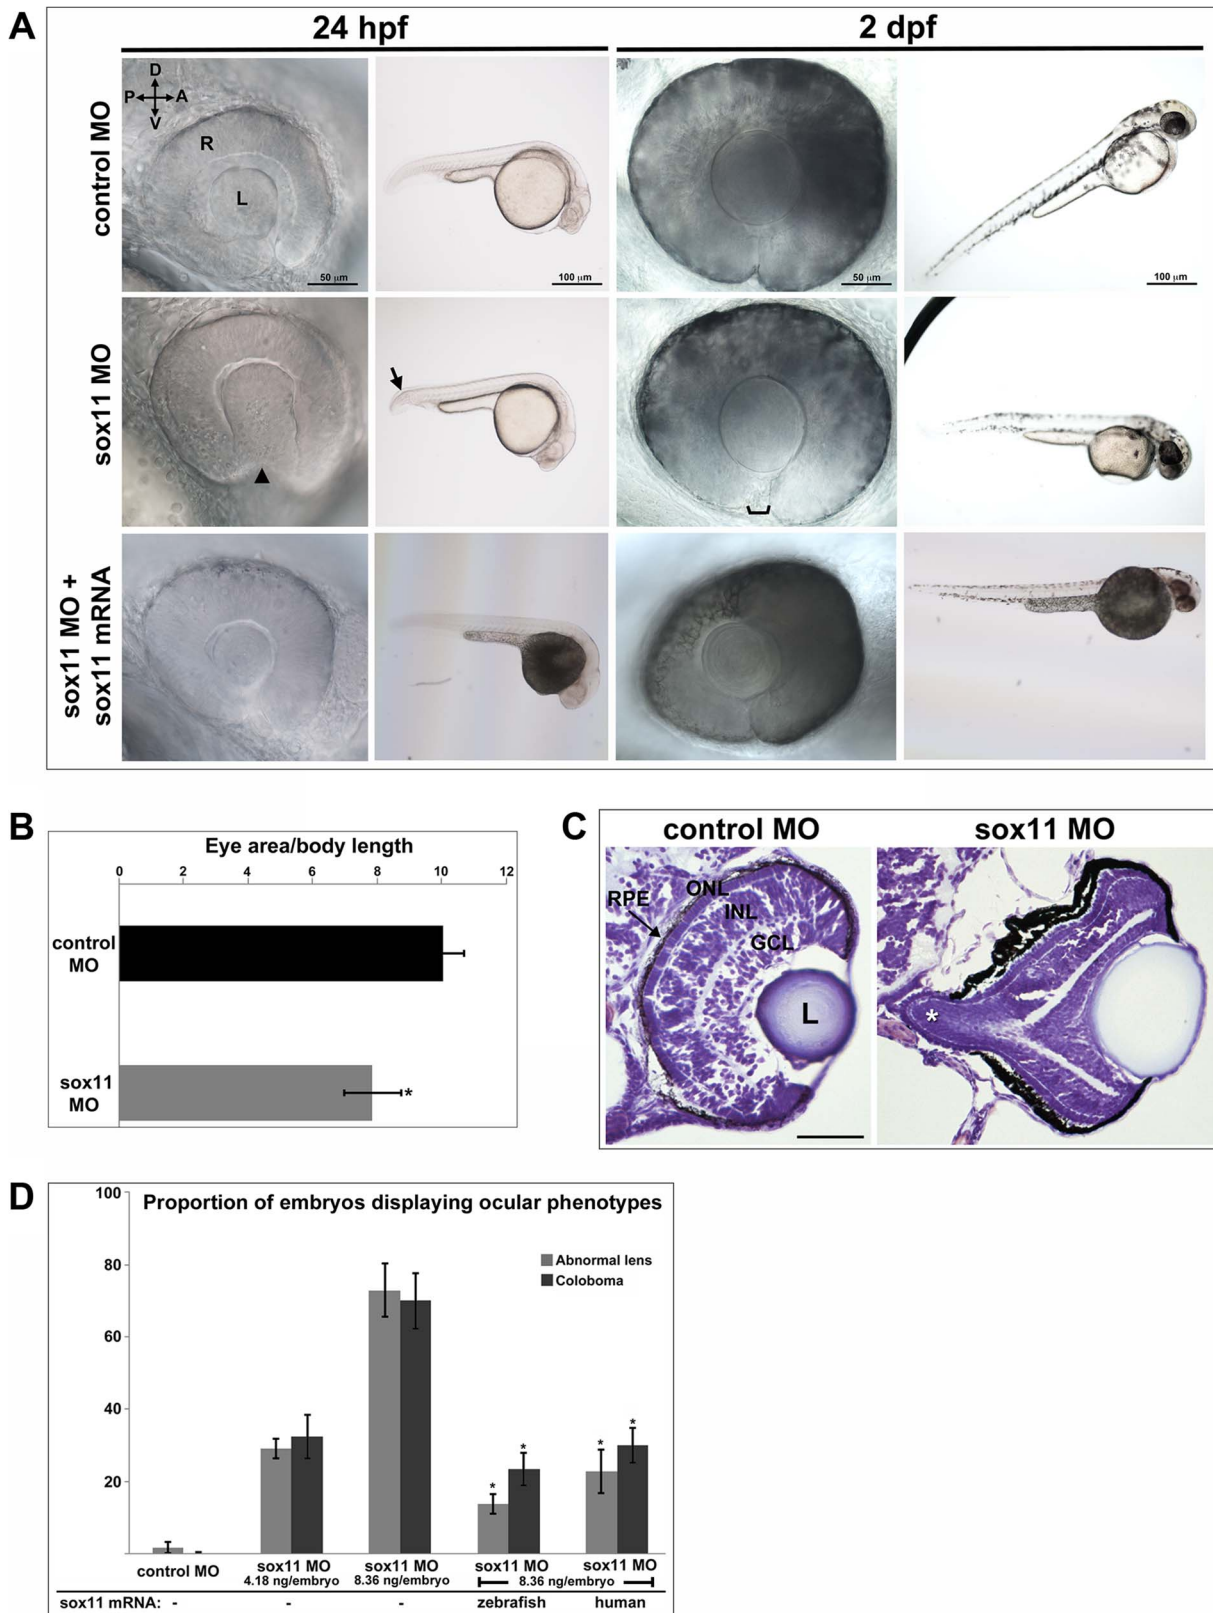 A
24 hpf
2 dpf
control MO
D
P A
V
R
L
50 μm
100 μm
50 μm
100 μm
sox11 MO
sox11 MO +
sox11 mRNA
B
Eye area/body length
0 2 4 6 8 10 12
control
MO
sox11
MO
*
C
control MO
sox11 MO
RPE
ONL
INL
GCL
L
*
D
Proportion of embryos displaying ocular phenotypes
100
80
60
40
20
Abnormal lens
Coloboma
* * * *
control MO
sox11 MO
4.18 ng/embryo
sox11 MO
8.36 ng/embryo
sox11 MO sox11 MO
8.36 ng/embryo
sox11 mRNA: - - - zebrafish human